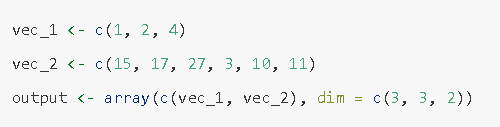 vec_1 <- c(1, 2, 4)
vec_2 <- c(15, 17, 27, 3, 10, 11)
output <- array(c(vec_1, vec_2), dim = c(3, 3, 2))